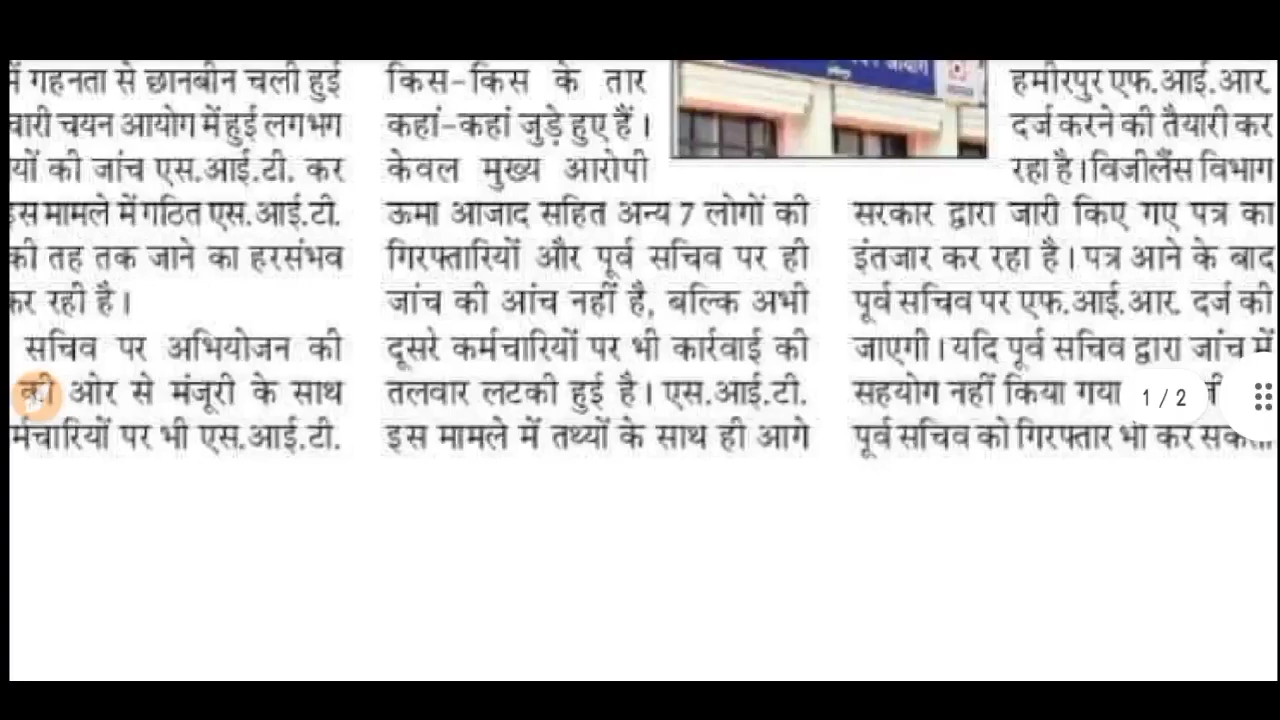 में गहनता से छानबीन चली हुई
चयन आयोग में हुई लगभग
की जांच एस.आई.टी. कर
इस मामले में गठित एस.आई.टी.
की तह तक जाने का हरसंभव
कर रही है।
सचिव पर अभियोजन की
की ओर से मंजूरी के साथ
पर भी एस.आई.टी.
किस-किस के तार
कहां-कहां जुड़े हुए हैं।
केवल मुख्य आरोपी
ऊमा आजाद सहित अन्य 7 लोगों की
गिरफ्तारियों और पूर्व सचिव पर ही
जांच की आंच नहीं है, बल्कि अभी
दूसरे कर्मचारियों पर भी कार्रवाई की
तलवार लटकी हुई है। एस.आई.टी.
इस मामले में तथ्यों के साथ ही आगे
आयोग
हमीरपुर एफ.आई.आर.
दर्ज करने की तैयारी कर
रहा है। विजीलैंस विभाग
सरकार द्वारा जारी किए गए पत्र का
इंतजार कर रहा है। पत्र आने के बाद
पूर्व सचिव पर एफ.आई.आर. दर्ज की
जाएगी। यदि पूर्व सचिव द्वारा जांच में
सहयोग नहीं किया गया
पूर्व सचिव को गिरफ्तार भी कर सकती
1 / 2